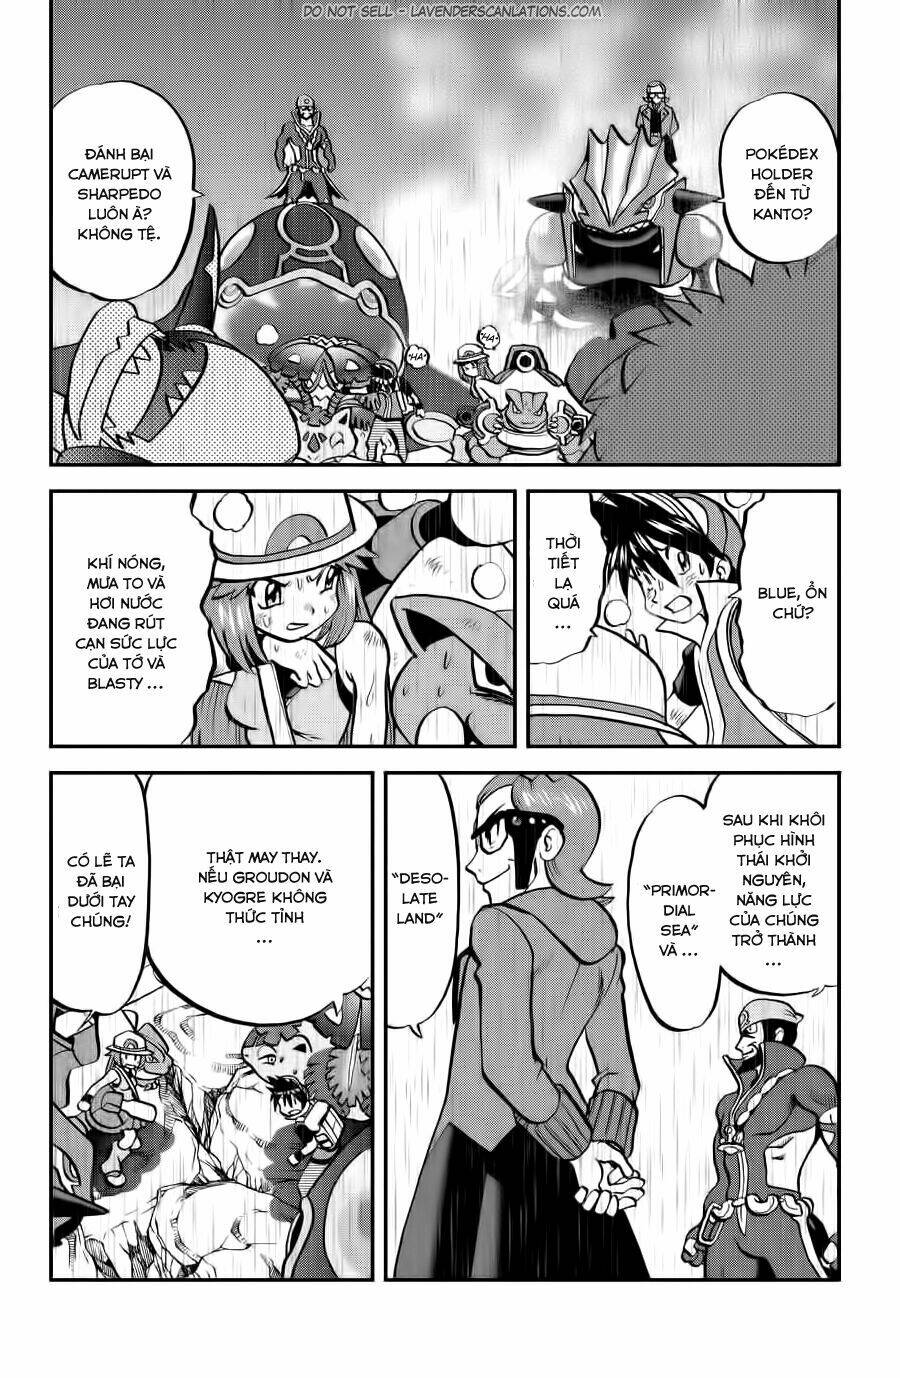 DO NOT SELL - LAVENDERSCANLATIONS.COM
POKÉDEX
HOLDER
ĐẾN TỪ
KANTO?
ĐÁNH BẠI
CAMERUPT VÀ
SHARPEDO
LUÔN À?
KHÔNG TỆ.
"HA"
"HA"
BLUE, ỔN
CHỨ?
THỜI
TIẾT
LẠ
QUÁ
...
KHÍ NÓNG,
MƯA TO VÀ
HƠI NƯỚC
ĐANG RÚT
CẠN SỨC LỰC
CỦA TỚ VÀ
BLASTY ...
SAU KHI KHÔI
PHỤC HÌNH
THÁI KHỞI
NGUYÊN,
NĂNG LỰC
CỦA CHÚNG
TRỞ THÀNH
...
"PRIMOR-
DIAL
SEA"
VÀ ...
"DESO-
LATE
LAND"
THẬT MAY THAY.
NẾU GROUDON VÀ
KYOGRE KHÔNG
THỨC TỈNH
...
CÓ LẼ TA
ĐÃ BẠI
DƯỚI TAY
CHÚNG!